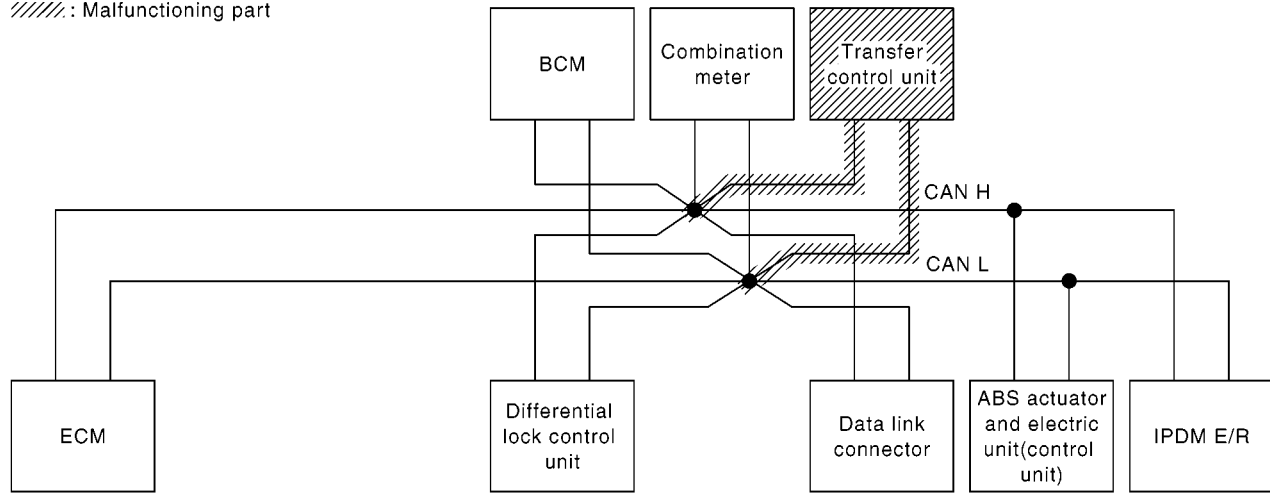 : Malfunctioning part
BCM
Combination
meter
Transfer
control unit
CAN H
CAN L
ECM
Differential
lock control
unit
Data link
connector
ABS actuator
and electric
unit(control
unit)
IPDM E/R